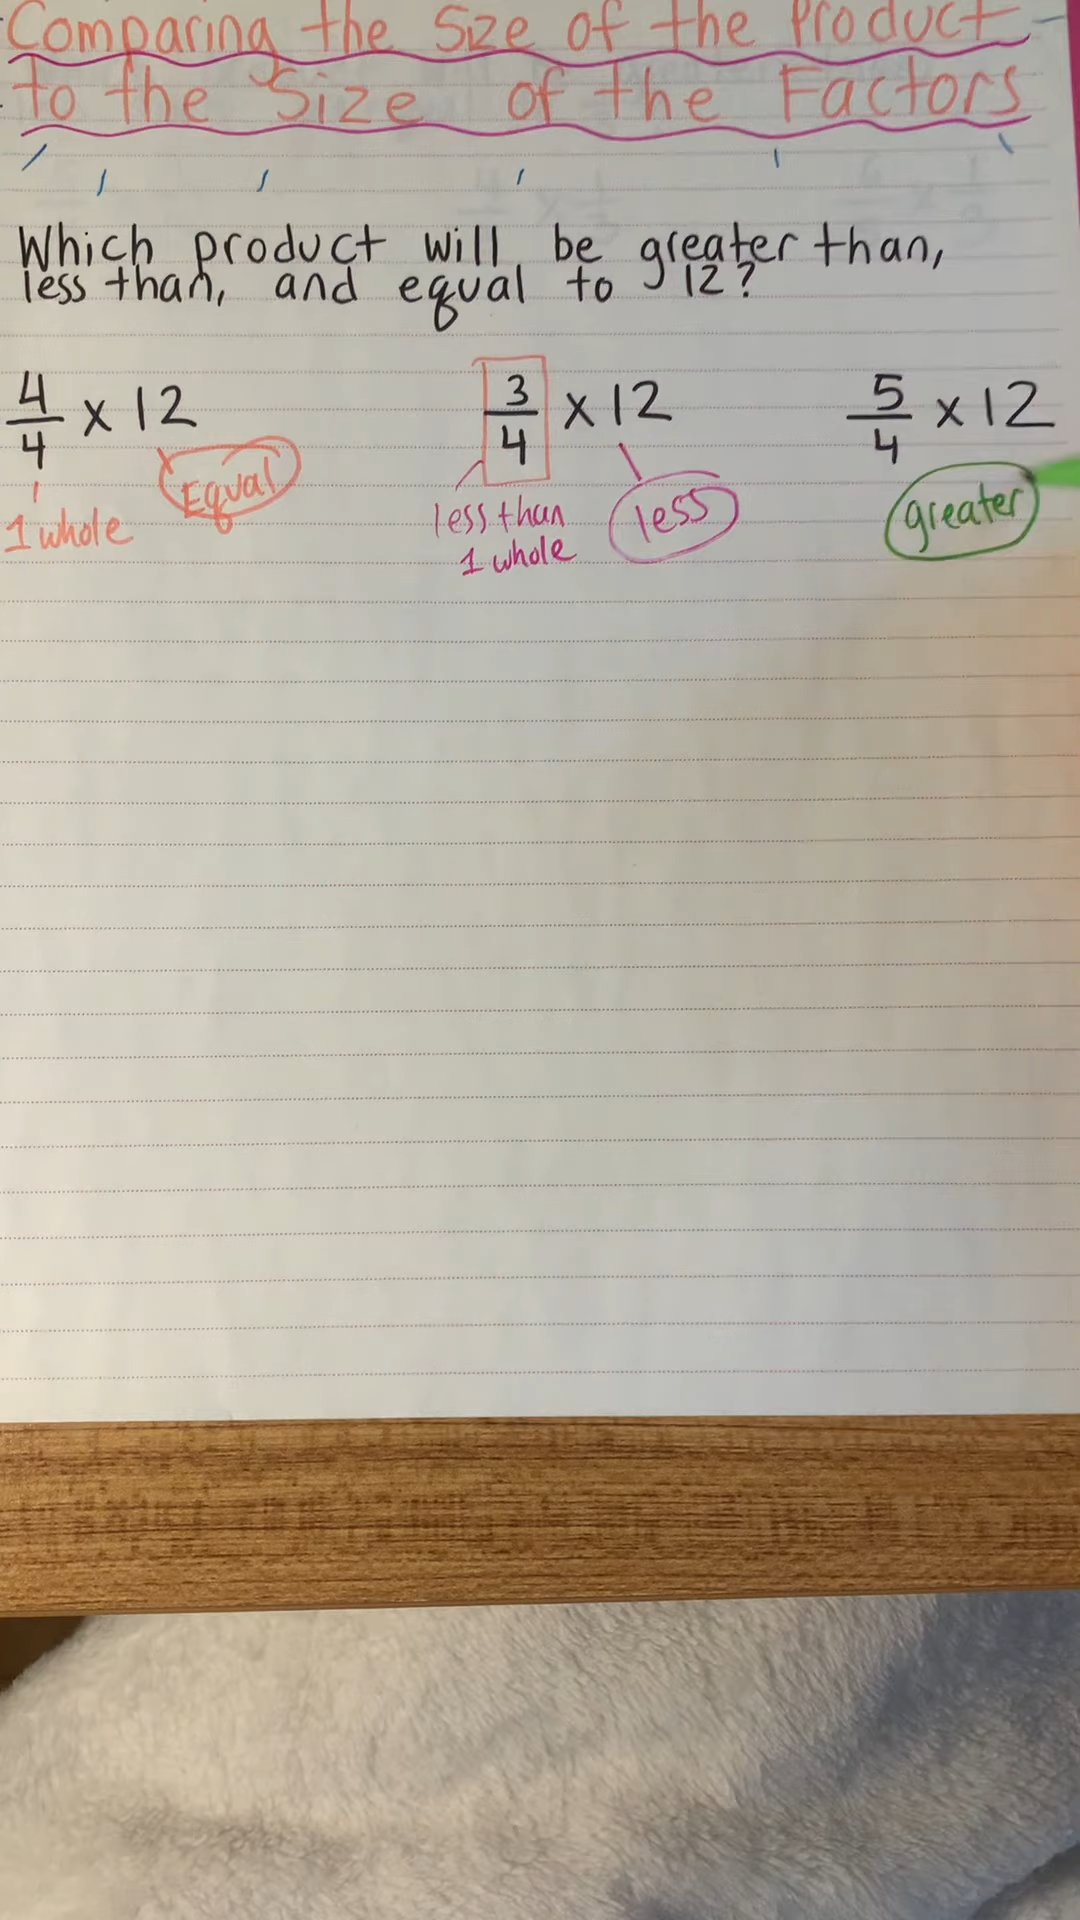 Comparing the Size of the Product
to the Size of the Factors
Which product will be greater than,
less than, and equal to 12?
4/4 x 12
3/4 x 12
5/4 x 12
1 whole
Equal
less than
1 whole
less
greater